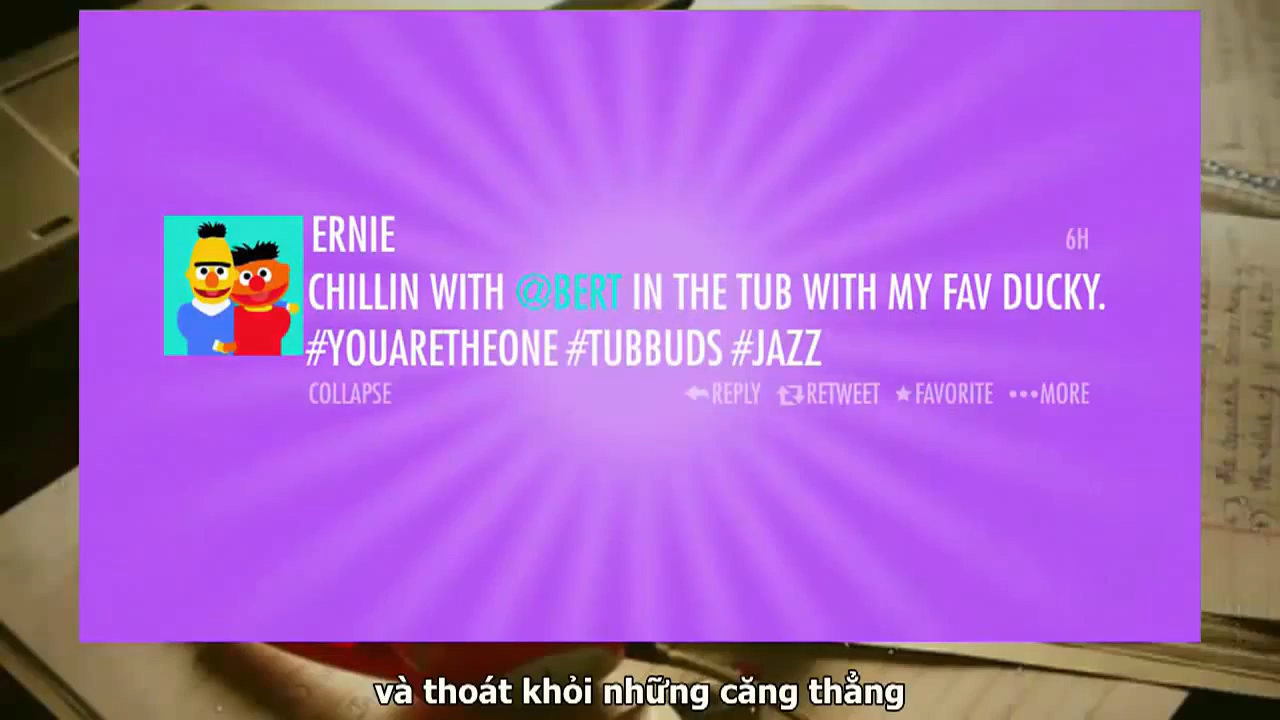 ERNIE
6H
CHILLIN WITH @BERT IN THE TUB WITH MY FAV DUCKY.
#YOUARETHEONE #TUBBUDS #JAZZ
COLLAPSE REPLY RETWEET FAVORITE MORE
và thoát khỏi những căng thẳng